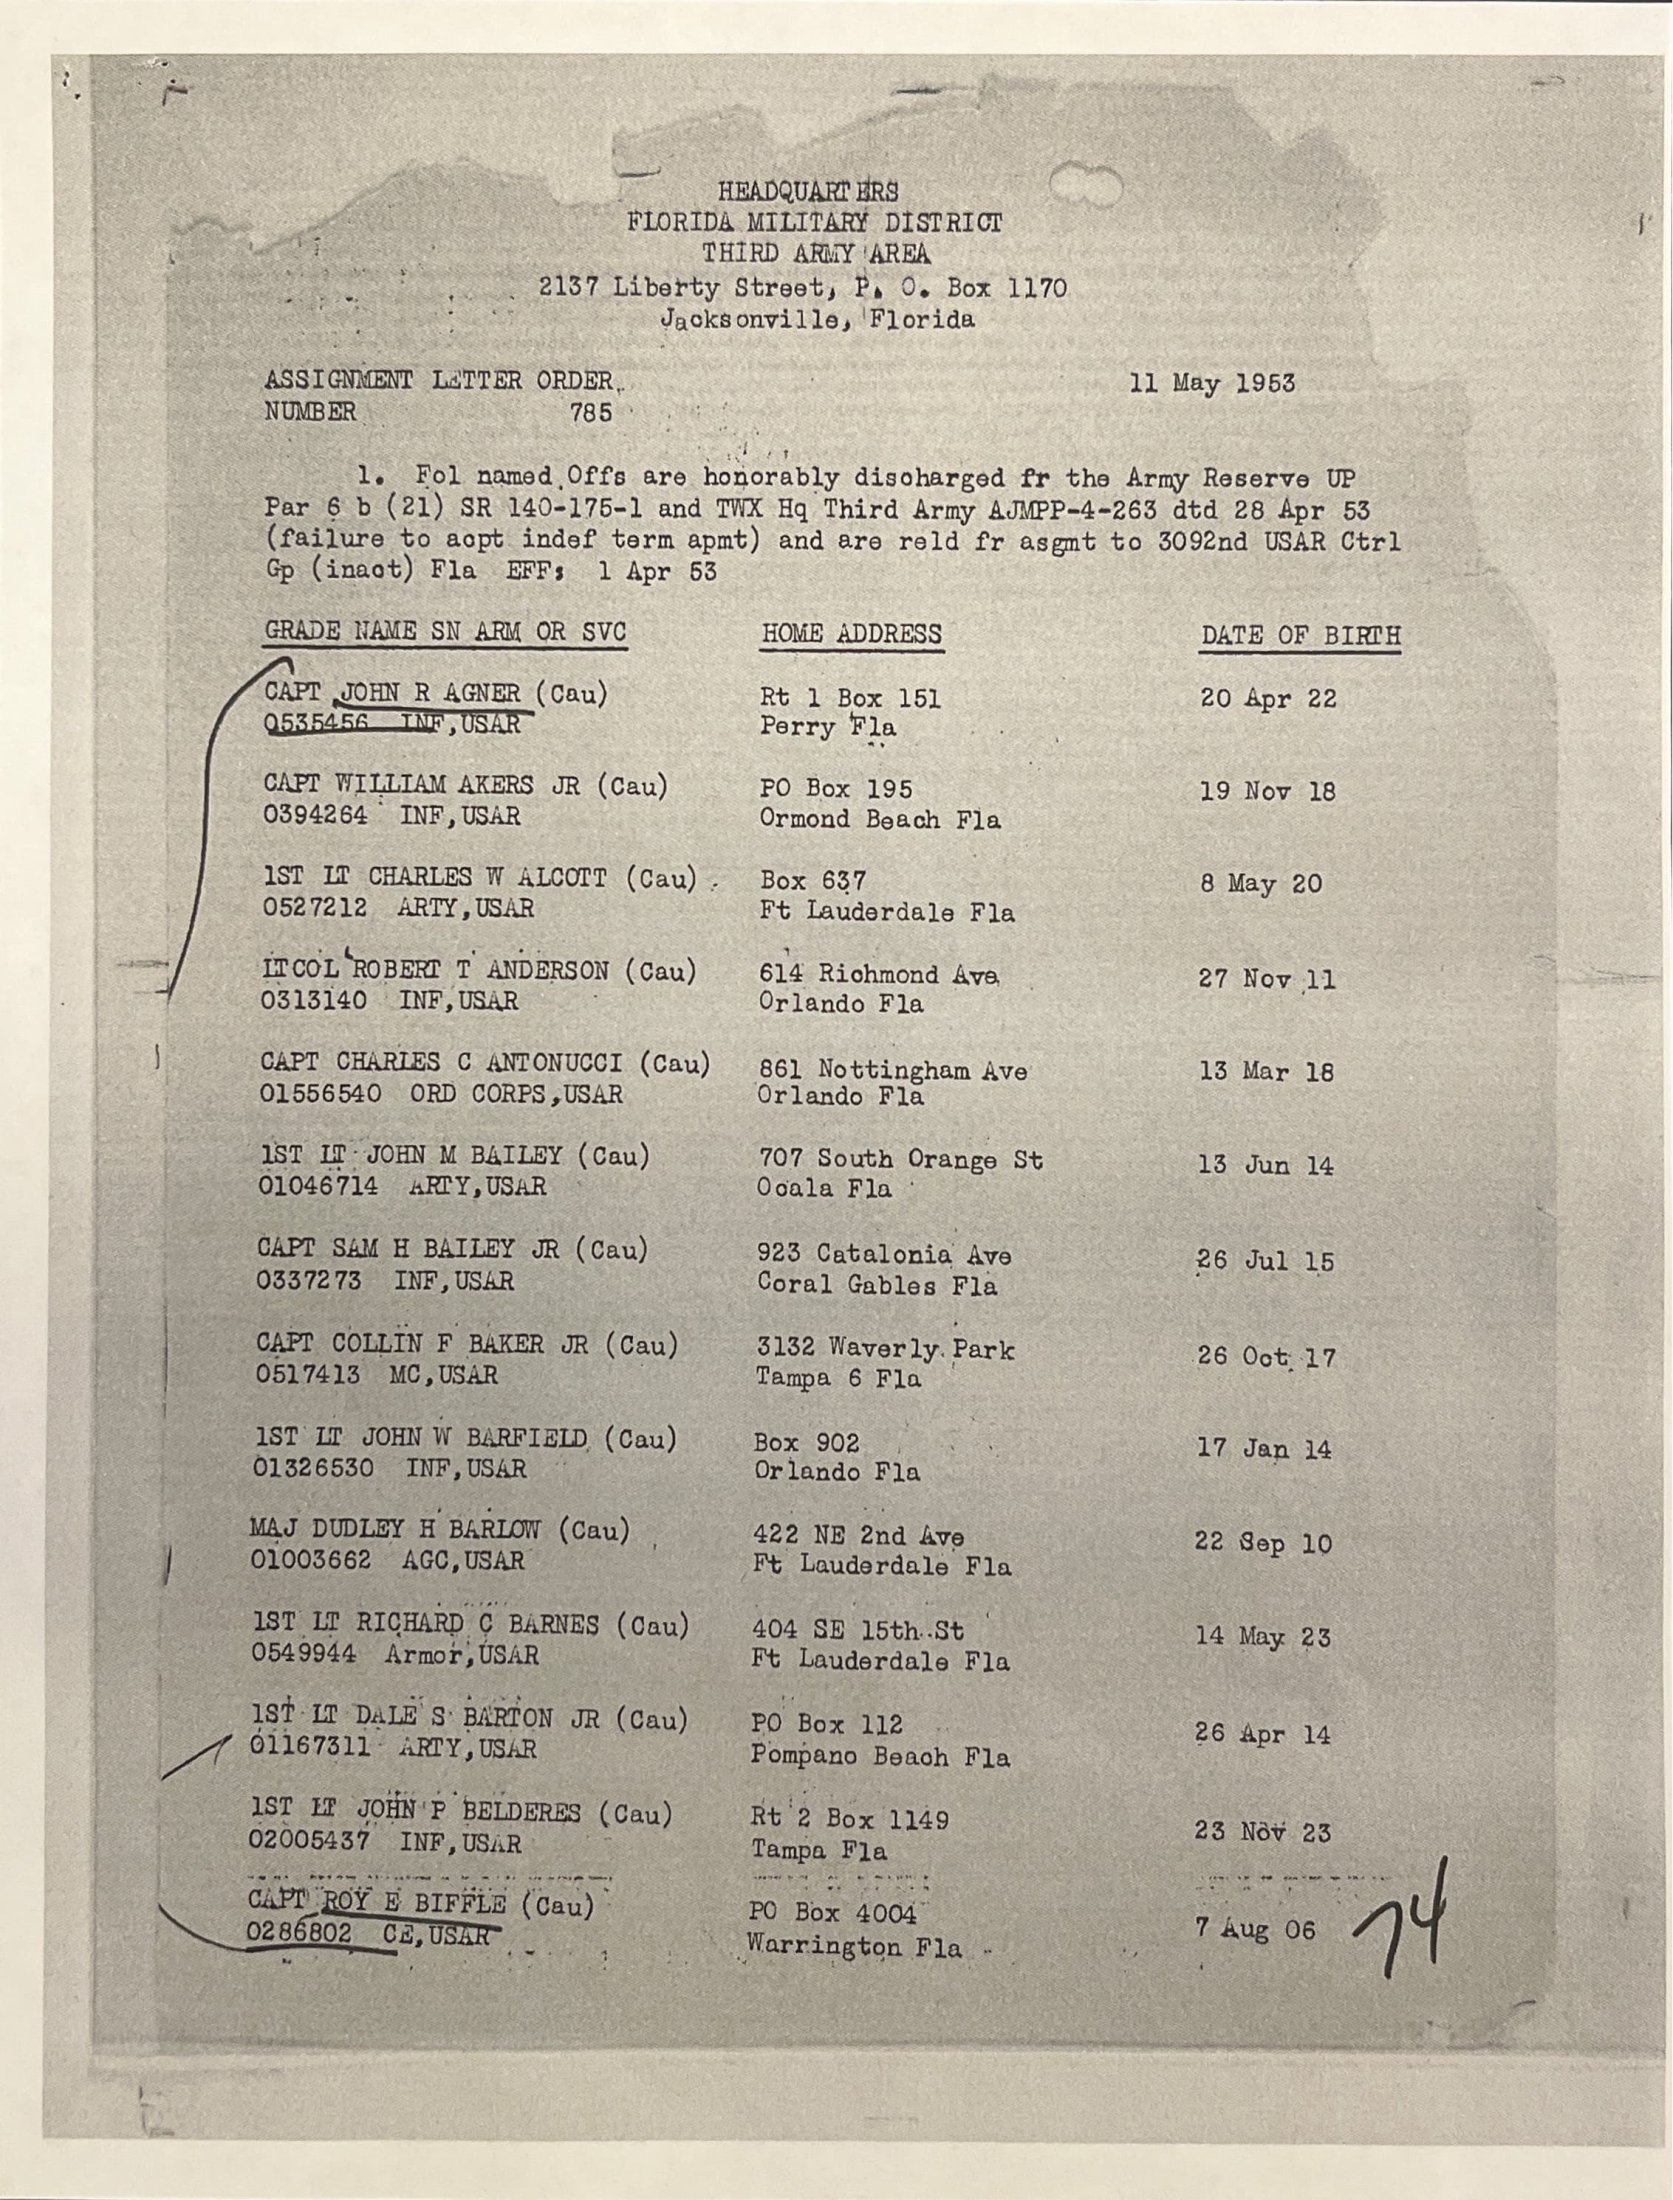 HEADQUARTERS
FLORIDA MILITARY DISTRICT
THIRD ARMY AREA
2137 Liberty Street, P. O. Box 1170
Jacksonville, Florida
ASSIGNMENT LETTER ORDER 11 May 1953
NUMBER 785
1. Fol named Offs are honorably discharged fr the Army Reserve UP
Par 6 b (21) SR 140-175-1 and TWX Hq Third Army AJMPP-4-263 dtd 28 Apr 53
(failure to acpt indef term apmt) and are reld fr asgmt to 3092nd USAR Ctrl
Gp (inact) Fla EFF: 1 Apr 53
GRADE NAME SN ARM OR SVC HOME ADDRESS DATE OF BIRTH
CAPT JOHN R AGNER (Cau) Rt 1 Box 151 20 Apr 22
0535456 INF,USAR Perry Fla
CAPT WILLIAM AKERS JR (Cau) PO Box 195 19 Nov 18
0394264 INF,USAR Ormond Beach Fla
1ST LT CHARLES W ALCOTT (Cau) Box 637 8 May 20
0527212 ARTY,USAR Ft Lauderdale Fla
LTCOL ROBERT T ANDERSON (Cau) 614 Richmond Ave 27 Nov 11
0313140 INF,USAR Orlando Fla
CAPT CHARLES C ANTONUCCI (Cau) 861 Nottingham Ave 13 Mar 18
01556540 ORD CORPS,USAR Orlando Fla
1ST LT JOHN M BAILEY (Cau) 707 South Orange St 13 Jun 14
01046714 ARTY,USAR Ocala Fla
CAPT SAM H BAILEY JR (Cau) 923 Catalonia Ave 26 Jul 15
0337273 INF,USAR Coral Gables Fla
CAPT COLLIN F BAKER JR (Cau) 3132 Waverly Park 26 Oct 17
0517413 MC,USAR Tampa 6 Fla
1ST LT JOHN W BARFIELD (Cau) Box 902 17 Jan 14
01326530 INF,USAR Orlando Fla
MAJ DUDLEY H BARLOW (Cau) 422 NE 2nd Ave 22 Sep 10
01003662 AGC,USAR Ft Lauderdale Fla
1ST LT RICHARD C BARNES (Cau) 404 SE 15th St 14 May 23
0549944 Armor,USAR Ft Lauderdale Fla
1ST LT DALE S BARTON JR (Cau) PO Box 112 26 Apr 14
01167311 ARTY,USAR Pompano Beach Fla
1ST LT JOHN P BELDERES (Cau) Rt 2 Box 1149 23 Nov 23
02005437 INF,USAR Tampa Fla
CAPT ROY E BIFFLE (Cau) PO Box 4004 7 Aug 06 74
0286802 CE,USAR Warrington Fla